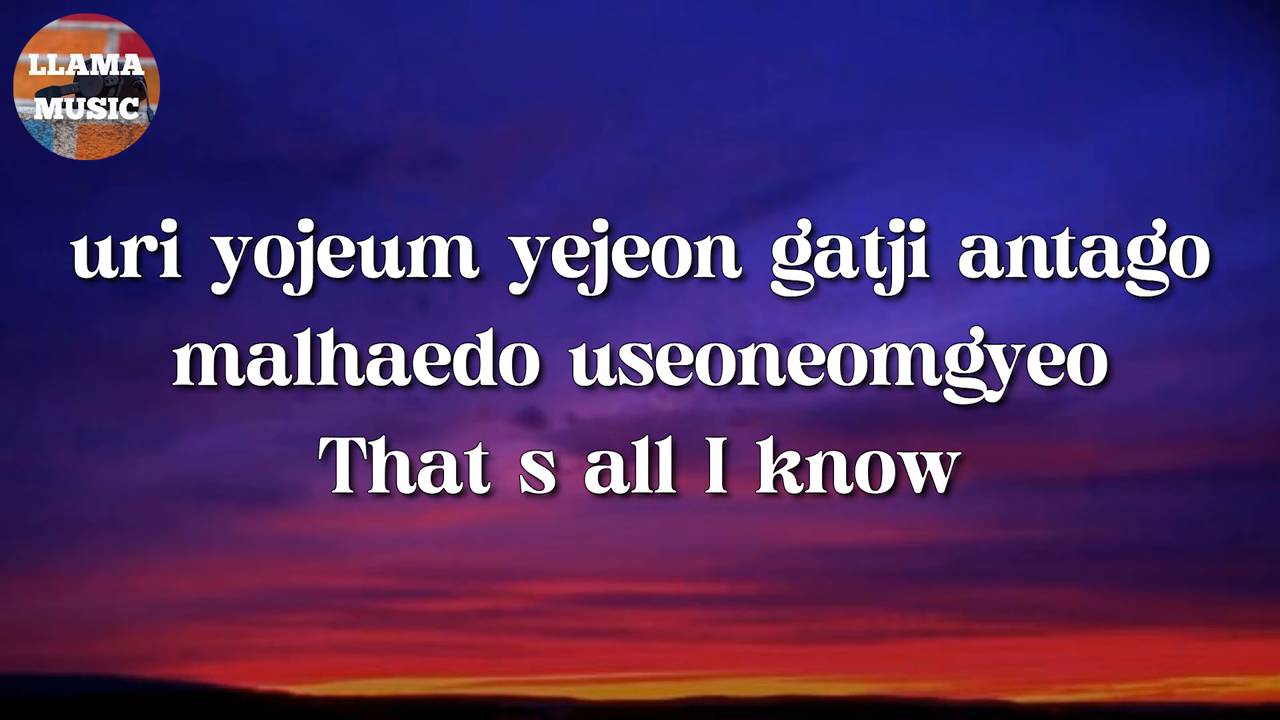 LLAMA
MUSIC
uri yojeum yejeon gatji antago
malhaedo useoneomgyeo
That s all I know